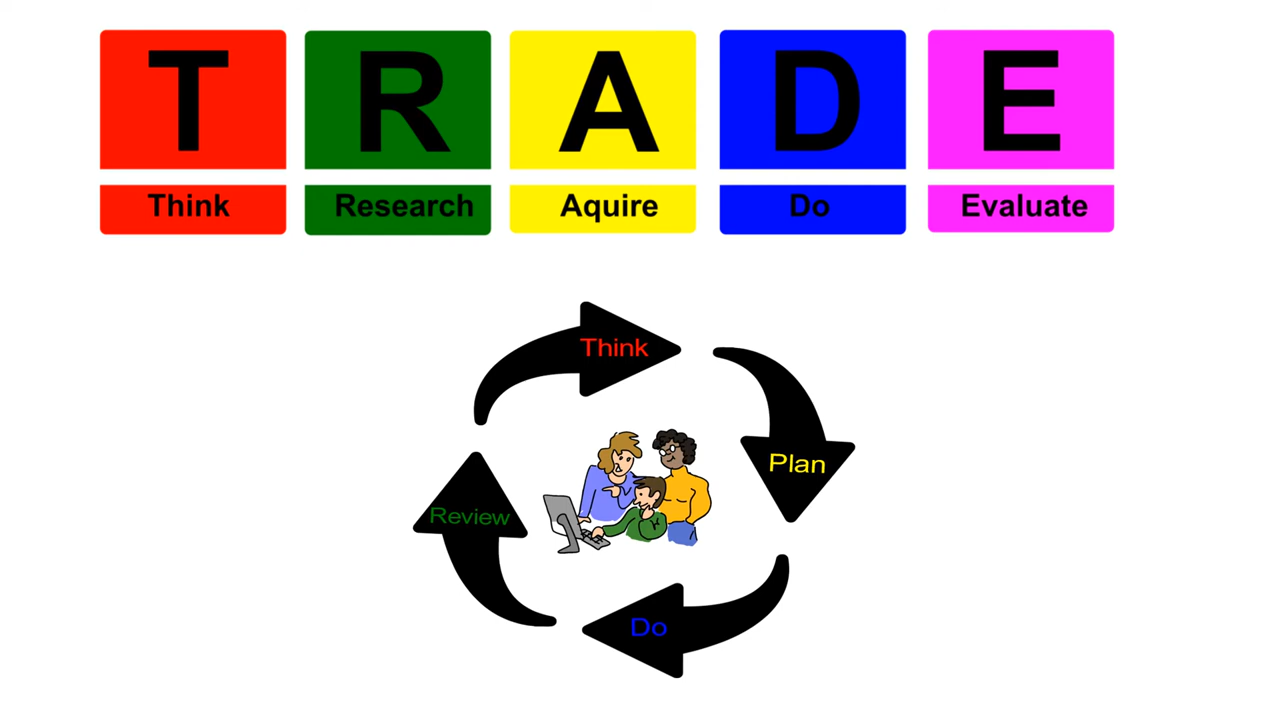 T R A D E
Think Research Aquire Do Evaluate
Think
Plan
Review
Do